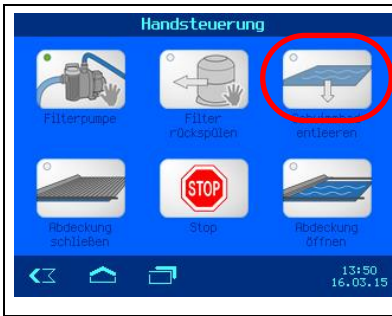 Handsteuerung
Filterpumpe
Filter
rückspülen
entleeren
Abdeckung
schließen
STOP
Stop
Abdeckung
öffnen
13:50
16.03.15